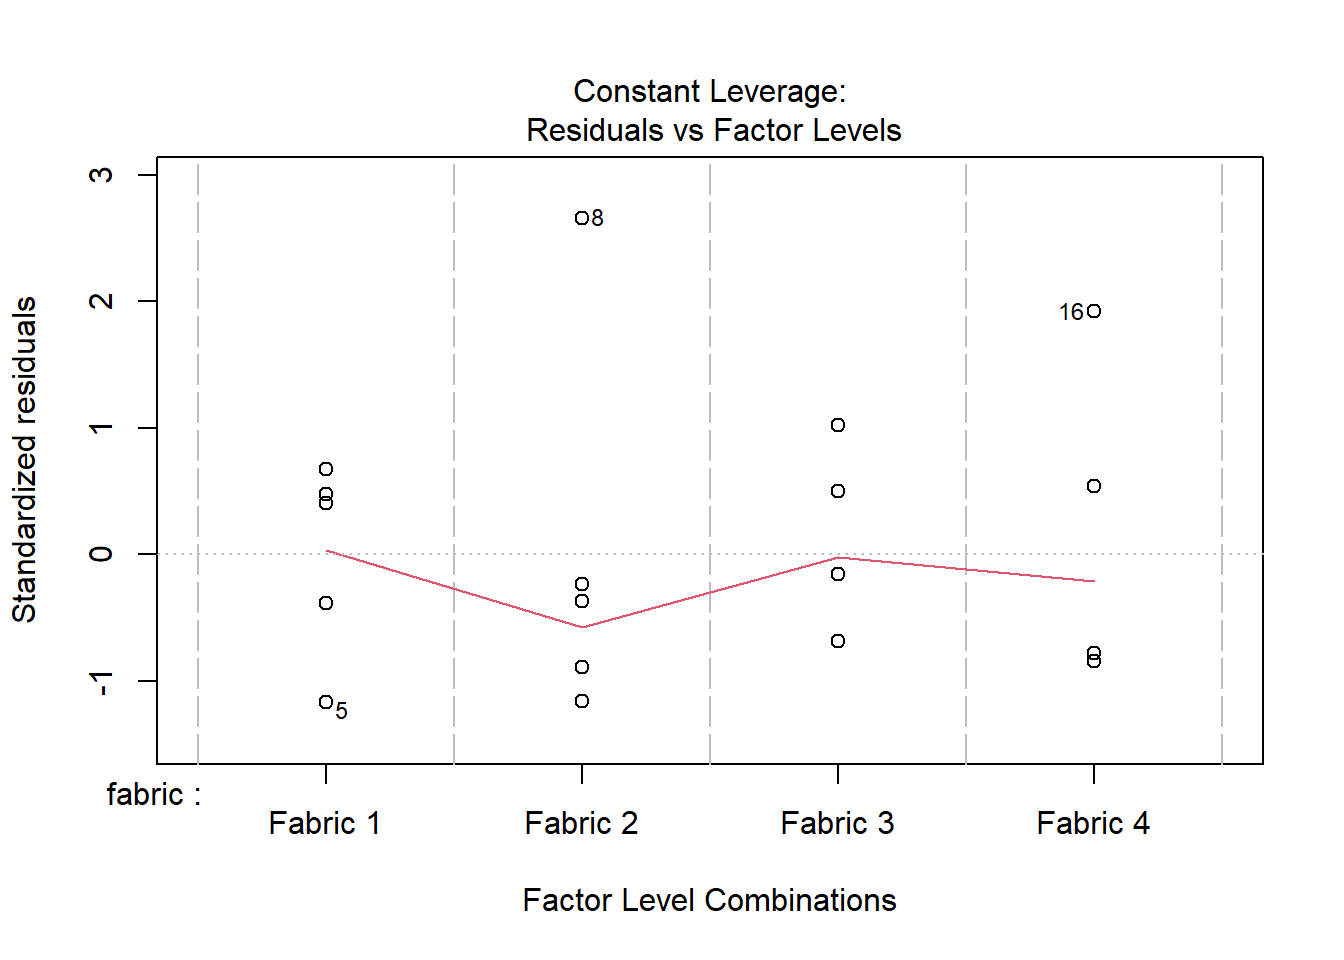 Constant Leverage:
Residuals vs Factor Levels
Standardized residuals
3
2
1
0
-1
8
16
5
fabric :
Fabric 1 Fabric 2 Fabric 3 Fabric 4
Factor Level Combinations